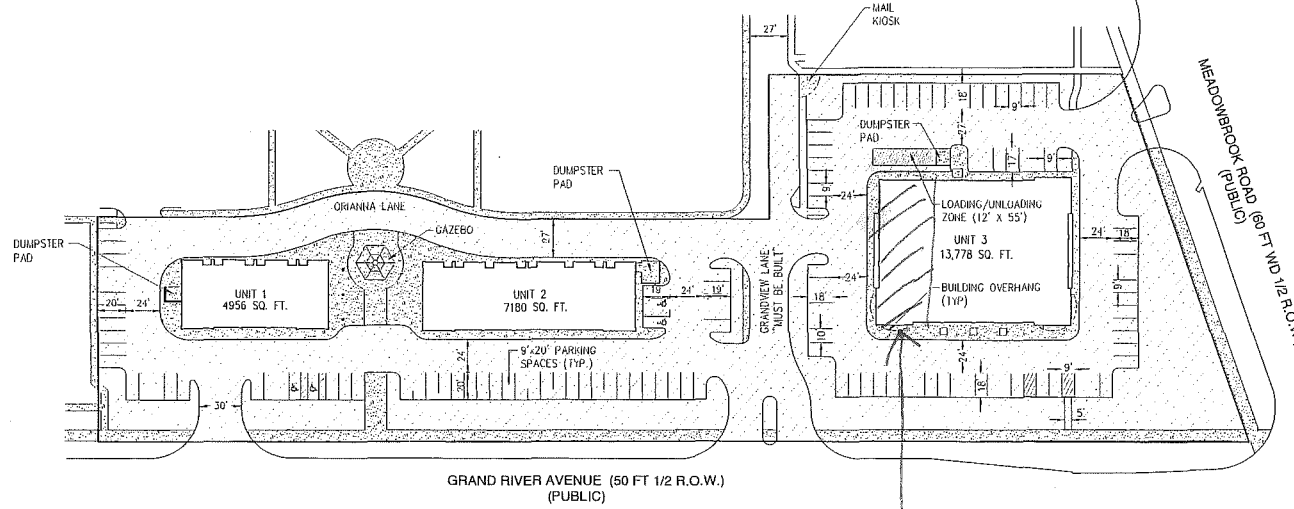 MAIL
KIOSK
27'
18'
9'
MEADOWBROOK ROAD (60 FT WD 1/2 R.O.W.)
(PUBLIC)
DUMPSTER
PAD
27'
17'
9'
DUMPSTER
PAD
9'
24'
LOADING/UNLOADING
ZONE (12' X 55')
ORIANNA LANE
GAZEBO
27'
UNIT 3
13,778 SQ. FT.
24'
18'
DUMPSTER
PAD
UNIT 1
4956 SQ. FT.
UNIT 2
7180 SQ. FT.
GRANDVIEW LANE
"MUST BE BUILT"
24'
BUILDING OVERHANG
(TYP)
9'
20'
24'
24'
19'
18'
10'
24'
24'
20'
9'x20' PARKING
SPACES (TYP.)
18'
9'
30'
5'
GRAND RIVER AVENUE (50 FT 1/2 R.O.W.)
(PUBLIC)